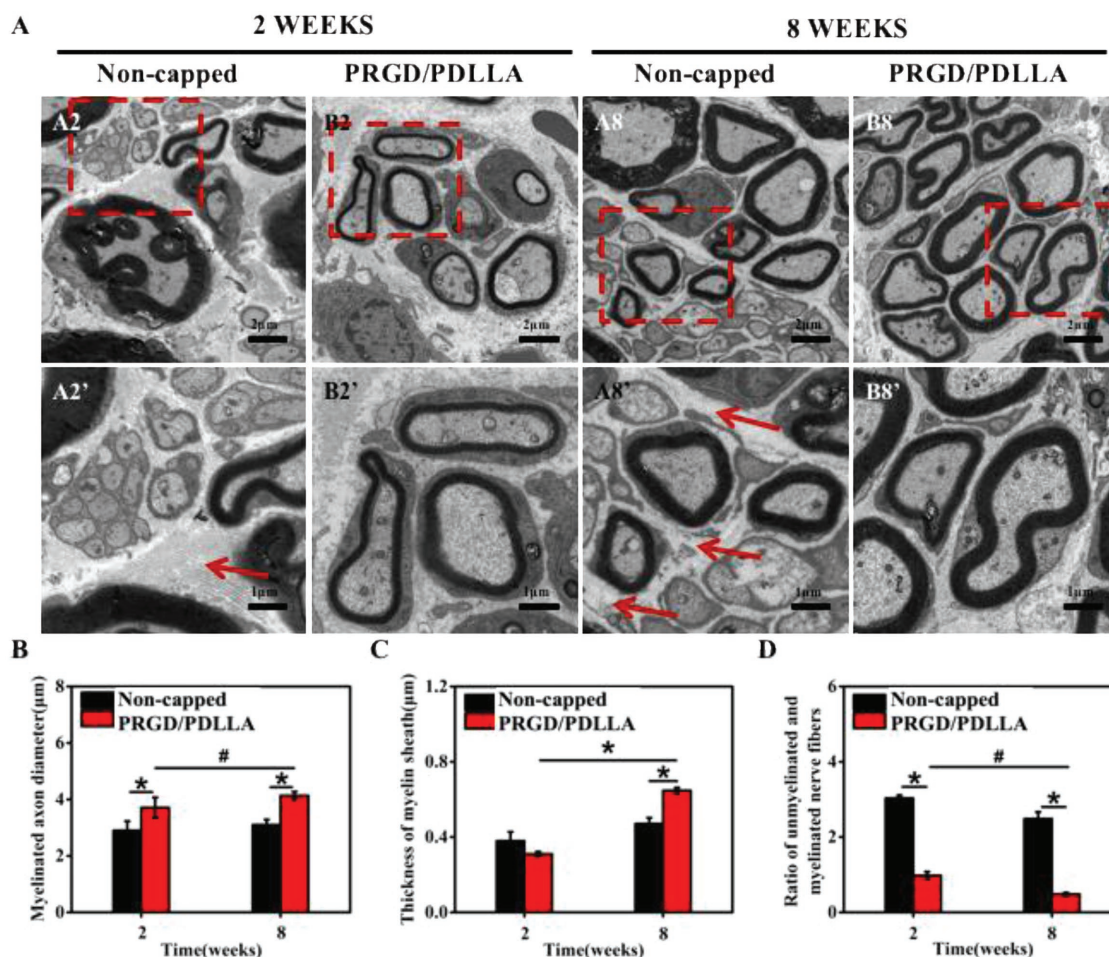 A
2 WEEKS
8 WEEKS
Non-capped
PRGD/PDLLA
Non-capped
PRGD/PDLLA
A2
2μm
B2
2μm
A8
2μm
B8
2μm
A2'
1μm
B2'
1μm
A8'
1μm
B8'
1μm
B
Myelinated axon diameter(μm)
8
6
4
2
0
Non-capped
PRGD/PDLLA
*
#
*
2
8
Time(weeks)
C
Thickness of myelin sheath(μm)
1.2
0.8
0.4
0.0
Non-capped
PRGD/PDLLA
*
*
2
8
Time(weeks)
D
Ratio of unmyelinated and
myelinated nerve fibers
6
4
2
0
Non-capped
PRGD/PDLLA
*
#
*
2
8
Time(weeks)